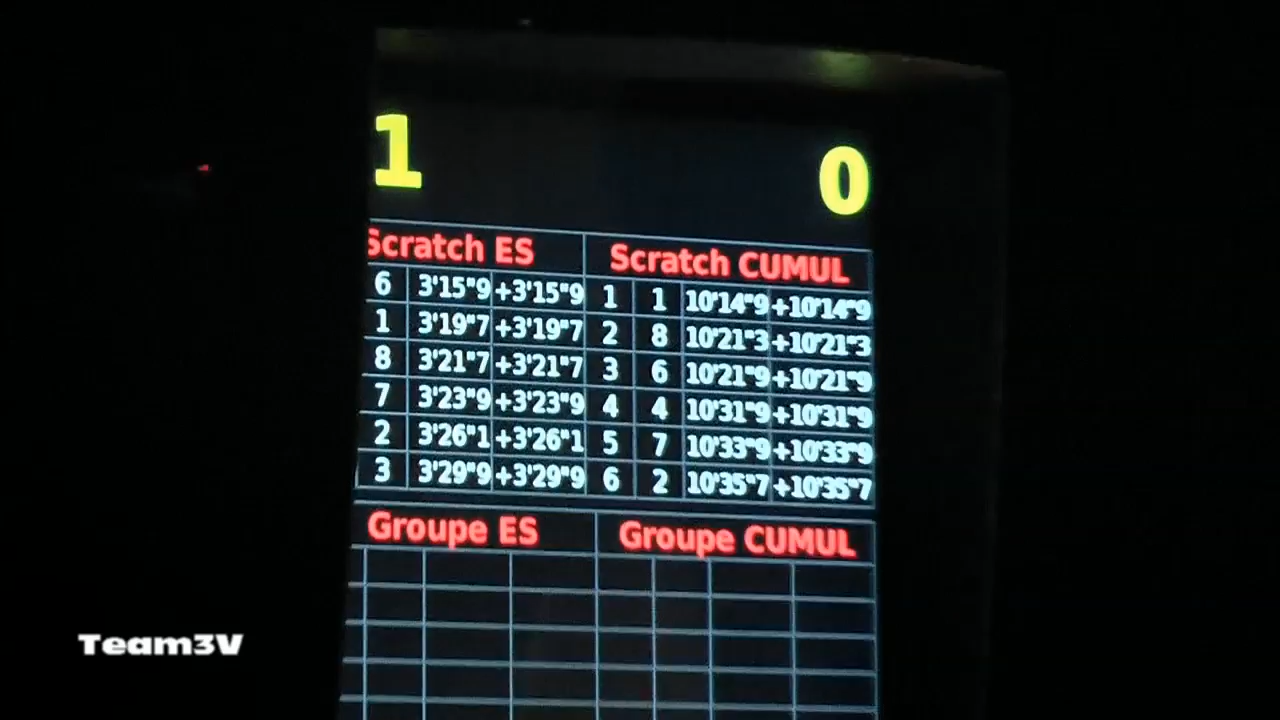 1 0
Scratch ES Scratch CUMUL
6 3'15"9 +3'15"9 1 1 10'14"9 +10'14"9
1 3'19"7 +3'19"7 2 8 10'21"3 +10'21"3
8 3'21"7 +3'21"7 3 6 10'21"9 +10'21"9
7 3'23"9 +3'23"9 4 4 10'31"9 +10'31"9
2 3'26"1 +3'26"1 5 7 10'33"9 +10'33"9
3 3'29"9 +3'29"9 6 2 10'35"7 +10'35"7
Groupe ES Groupe CUMUL
Team3V